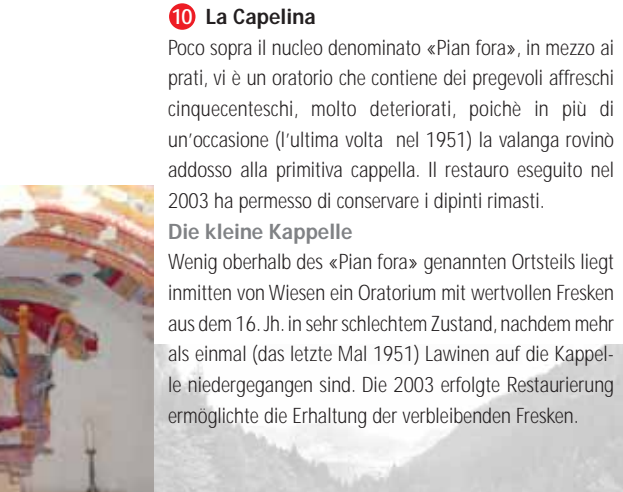 10 La Capelina
Poco sopra il nucleo denominato «Pian fora», in mezzo ai
prati, vi è un oratorio che contiene dei pregevoli affreschi
cinquecenteschi, molto deteriorati, poichè in più di
un'occasione (l'ultima volta nel 1951) la valanga rovinò
addosso alla primitiva cappella. Il restauro eseguito nel
2003 ha permesso di conservare i dipinti rimasti.
Die kleine Kappelle
Wenig oberhalb des «Pian fora» genannten Ortsteils liegt
inmitten von Wiesen ein Oratorium mit wertvollen Fresken
aus dem 16. Jh. in sehr schlechtem Zustand, nachdem mehr
als einmal (das letzte Mal 1951) Lawinen auf die Kappel-
le niedergegangen sind. Die 2003 erfolgte Restaurierung
ermöglichte die Erhaltung der verbleibenden Fresken.